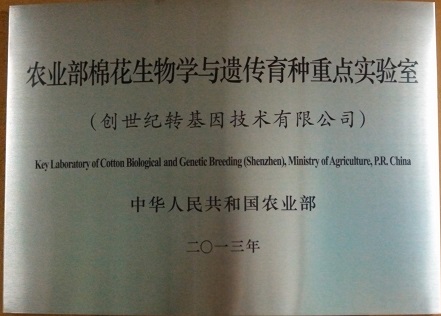 农业部棉花生物学与遗传育种重点实验室
（创世纪转基因技术有限公司）
Key Laboratory of Cotton Biological and Genetic Breeding (Shenzhen), Ministry of Agriculture, P.R. China
中华人民共和国农业部
二〇一三年